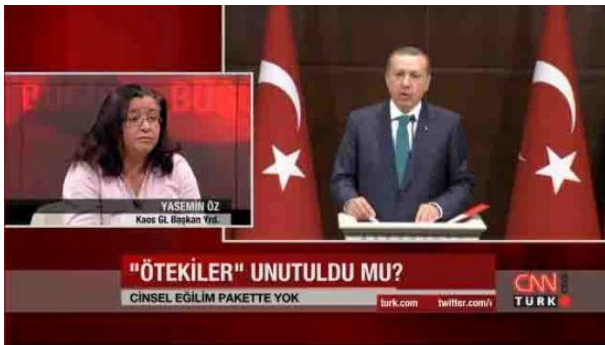 YASEMİN ÖZ
Kaos GL Başkan Yrd.
"ÖTEKİLER" UNUTULDU MU?
CİNSEL EĞİLİM PAKETTE YOK
turk.com twitter.com/
CNN
TURK